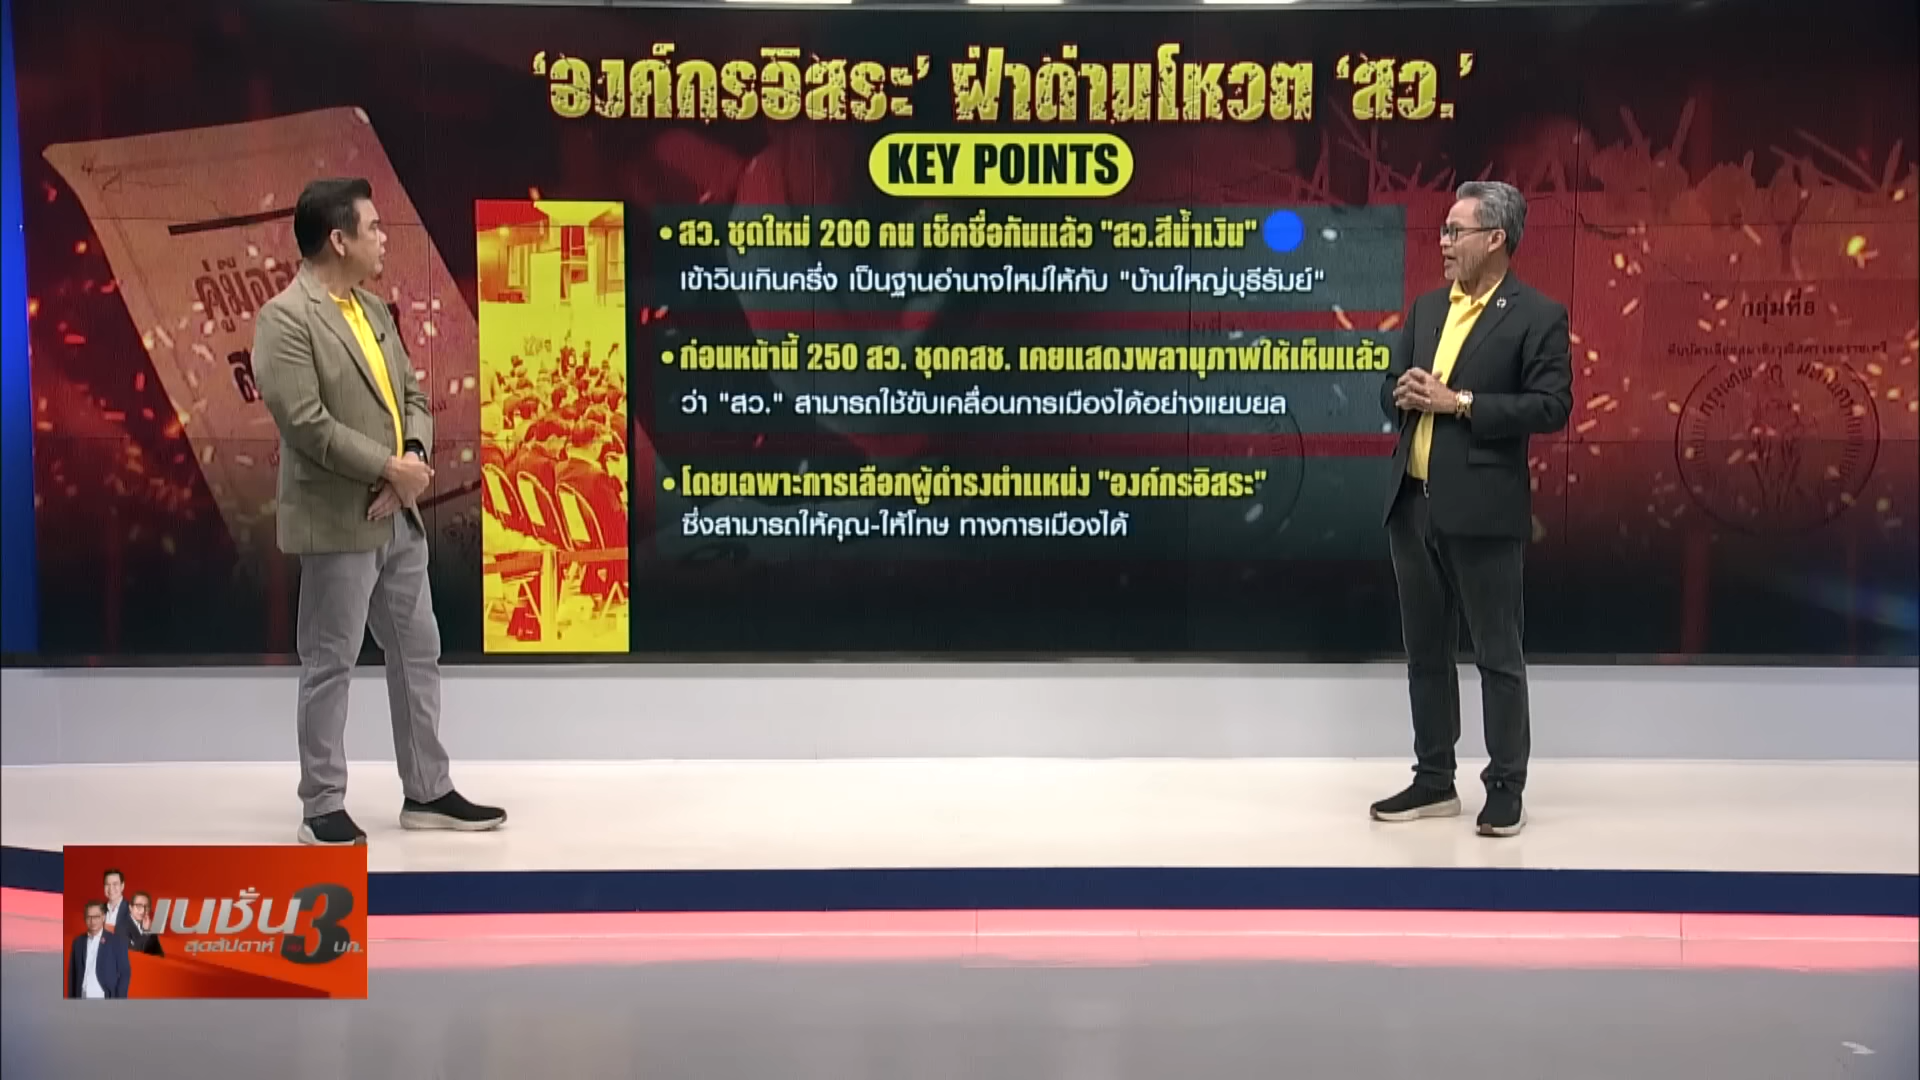 'องค์กรอิสระ' ฝ่าด่านโหวต 'สว.'
KEY POINTS
• สว. ชุดใหม่ 200 คน เช็กชื่อกันแล้ว "สว.สีน้ำเงิน"
เข้าวินเกินครึ่ง เป็นฐานอำนาจใหม่ให้กับ "บ้านใหญ่บุรีรัมย์"
• ก่อนหน้านี้ 250 สว. ชุดคสช. เคยแสดงพลานุภาพให้เห็นแล้ว
ว่า "สว." สามารถใช้ขับเคลื่อนการเมืองได้อย่างแยบยล
• โดยเฉพาะการเลือกผู้ดำรงตำแหน่ง "องค์กรอิสระ"
ซึ่งสามารถให้คุณ-ให้โทษ ทางการเมืองได้
กลุ่มที่8
เนชั่น
สุดสัปดาห์
3
บก.